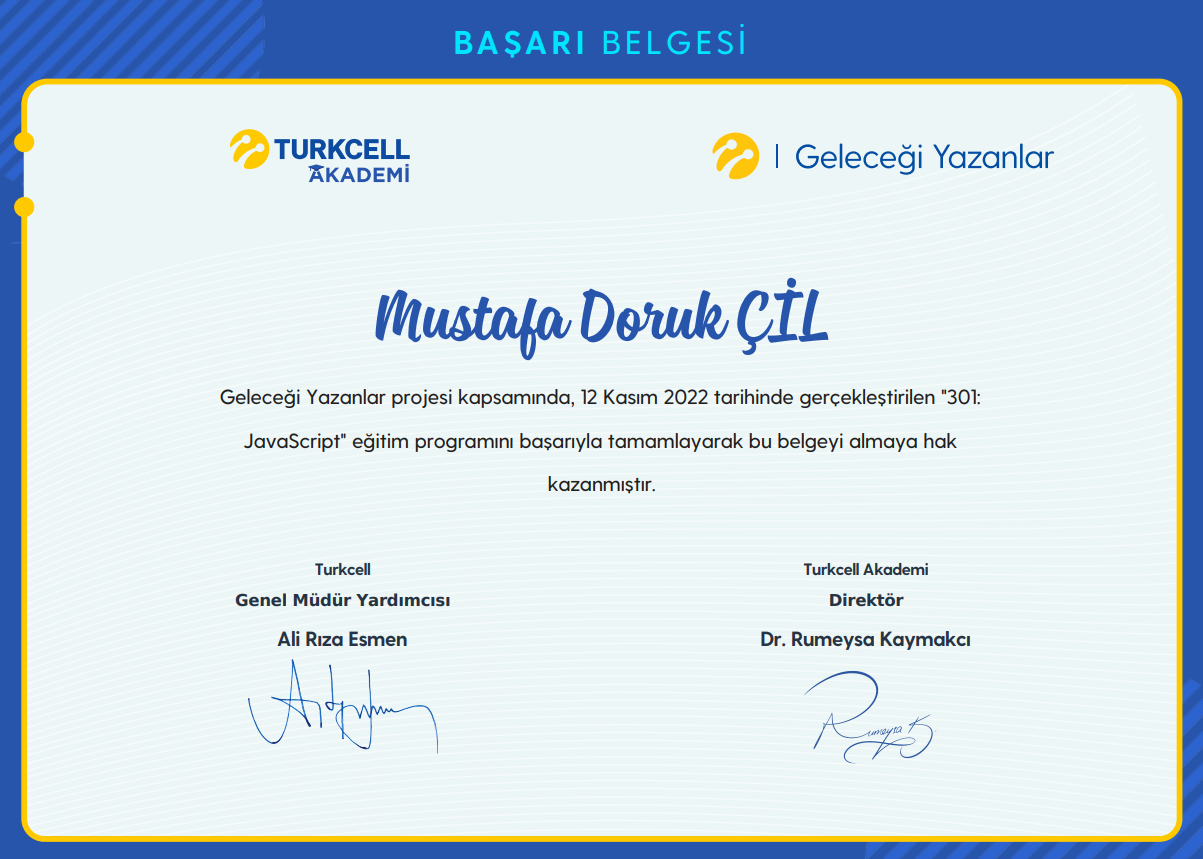 BAŞARI BELGESİ
TURKCELL
AKADEMİ
| Geleceği Yazanlar
Mustafa Doruk ÇİL
Geleceği Yazanlar projesi kapsamında, 12 Kasım 2022 tarihinde gerçekleştirilen "301:
JavaScript" eğitim programını başarıyla tamamlayarak bu belgeyi almaya hak
kazanmıştır.
Turkcell
Genel Müdür Yardımcısı
Ali Rıza Esmen
Turkcell Akademi
Direktör
Dr. Rumeysa Kaymakcı
Rumeysa K